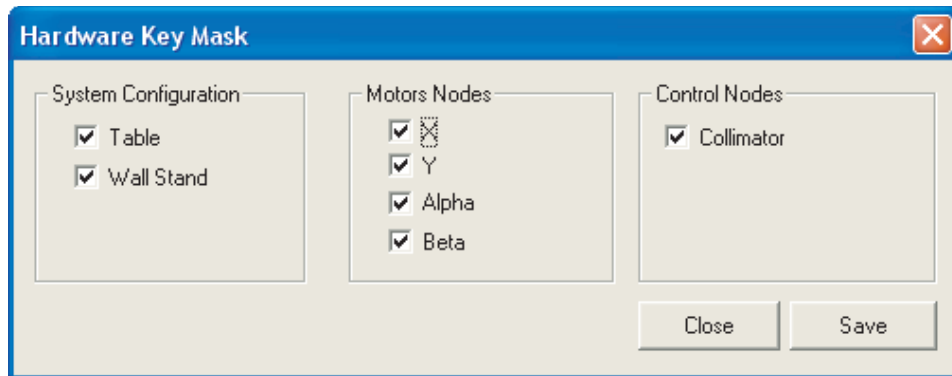 Hardware Key Mask
System Configuration
Table
Wall Stand
Motors Nodes
X
Y
Alpha
Beta
Control Nodes
Collimator
Close
Save